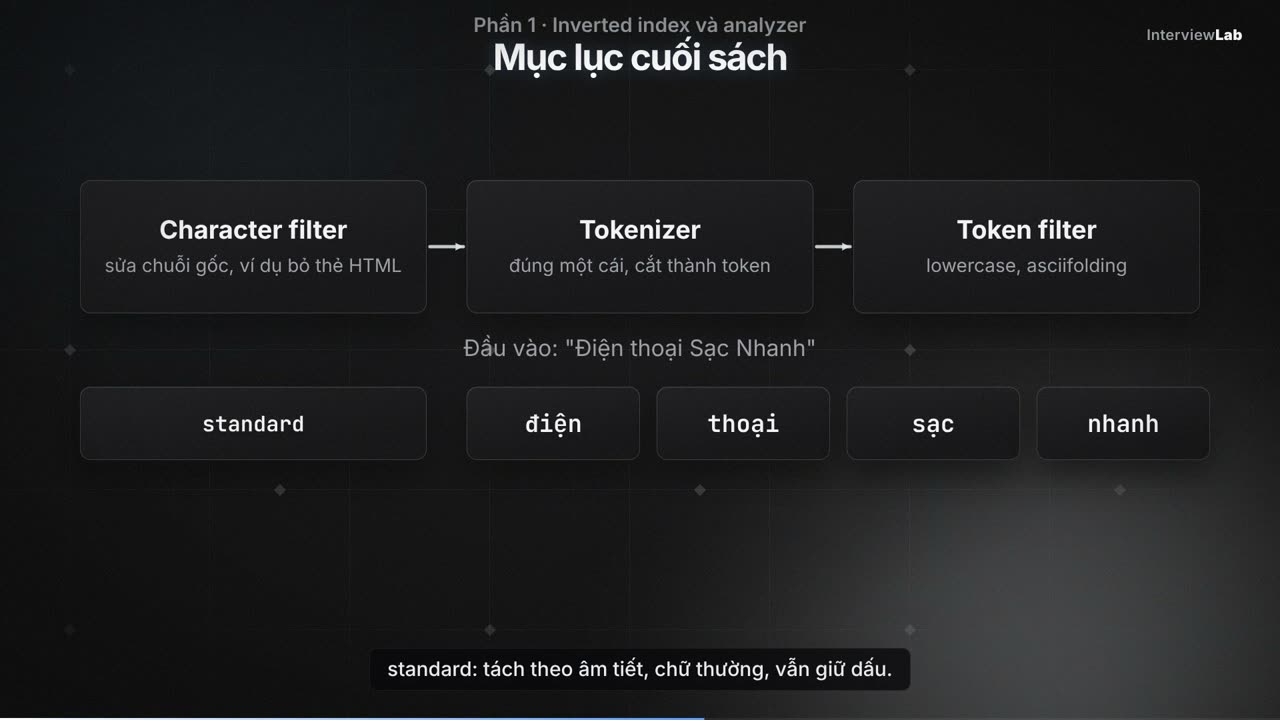 Phần 1 · Inverted index và analyzer
InterviewLab
Mục lục cuối sách
Character filter
sửa chuỗi gốc, ví dụ bỏ thẻ HTML
Tokenizer
đúng một cái, cắt thành token
Token filter
lowercase, asciifolding
Đầu vào: "Điện thoại Sạc Nhanh"
standard
điện
thoại
sạc
nhanh
standard: tách theo âm tiết, chữ thường, vẫn giữ dấu.